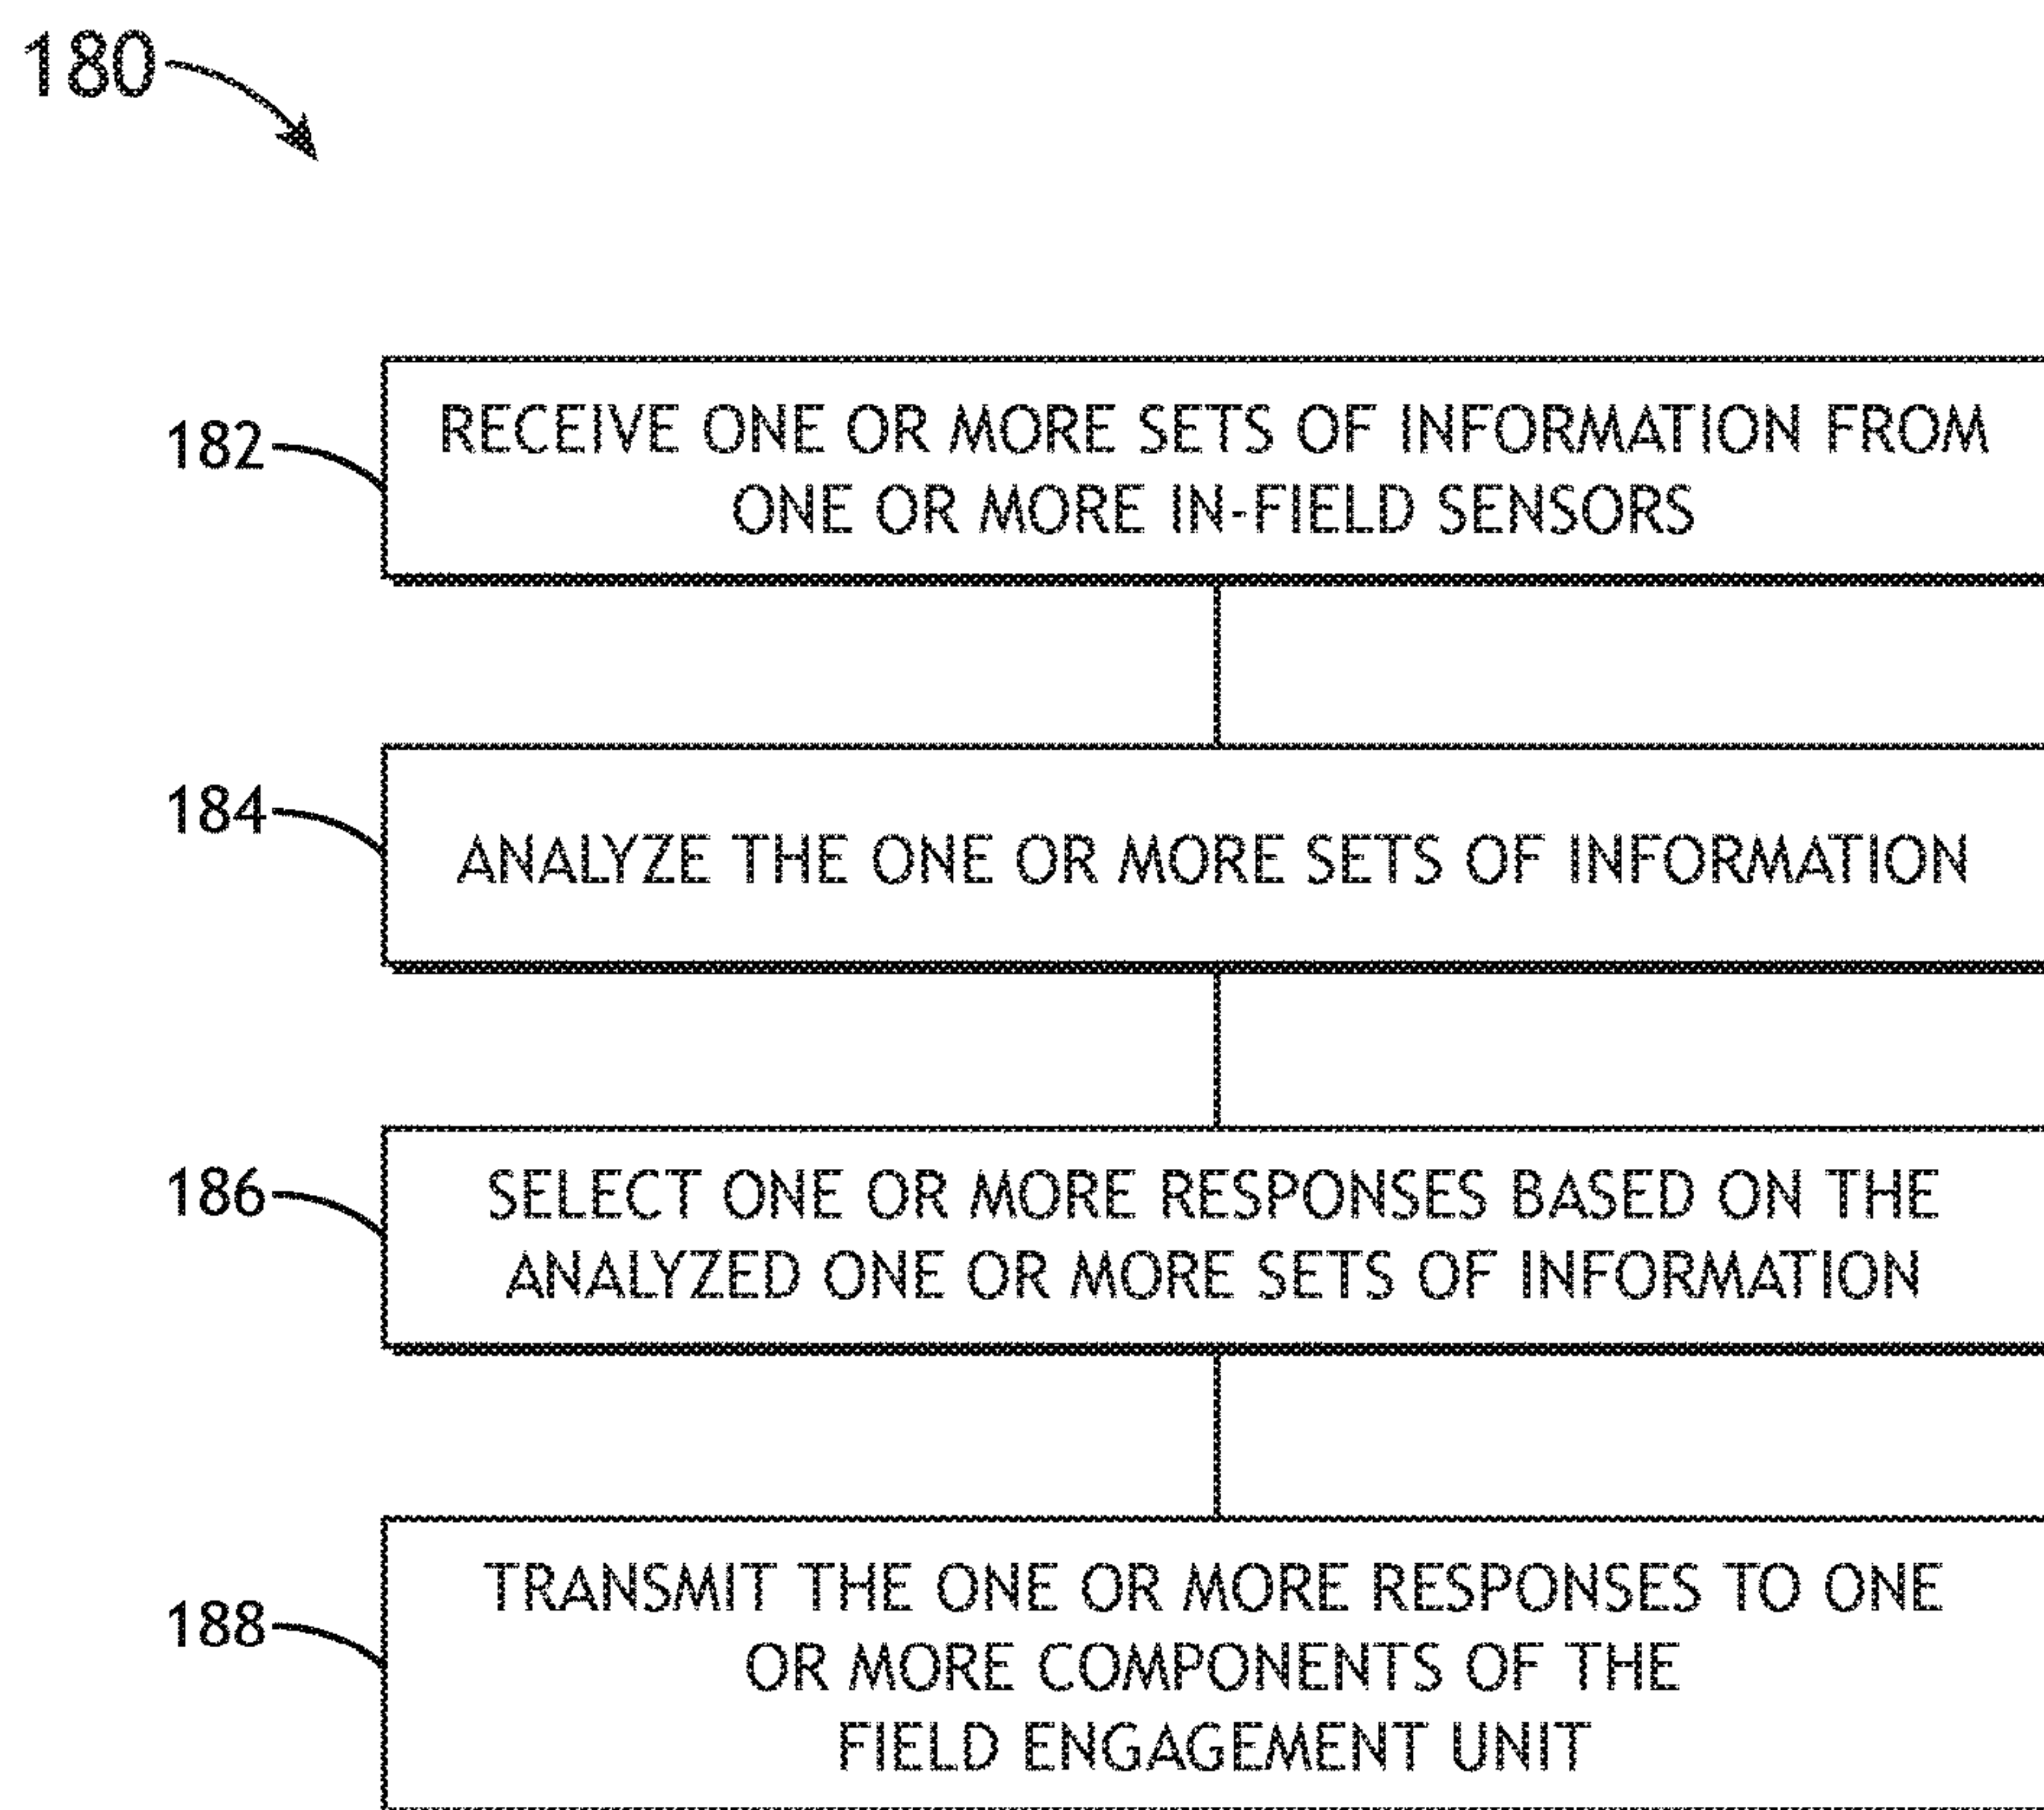 180
182
RECEIVE ONE OR MORE SETS OF INFORMATION FROM
ONE OR MORE IN-FIELD SENSORS
184
ANALYZE THE ONE OR MORE SETS OF INFORMATION
186
SELECT ONE OR MORE RESPONSES BASED ON THE
ANALYZED ONE OR MORE SETS OF INFORMATION
188
TRANSMIT THE ONE OR MORE RESPONSES TO ONE
OR MORE COMPONENTS OF THE
FIELD ENGAGEMENT UNIT